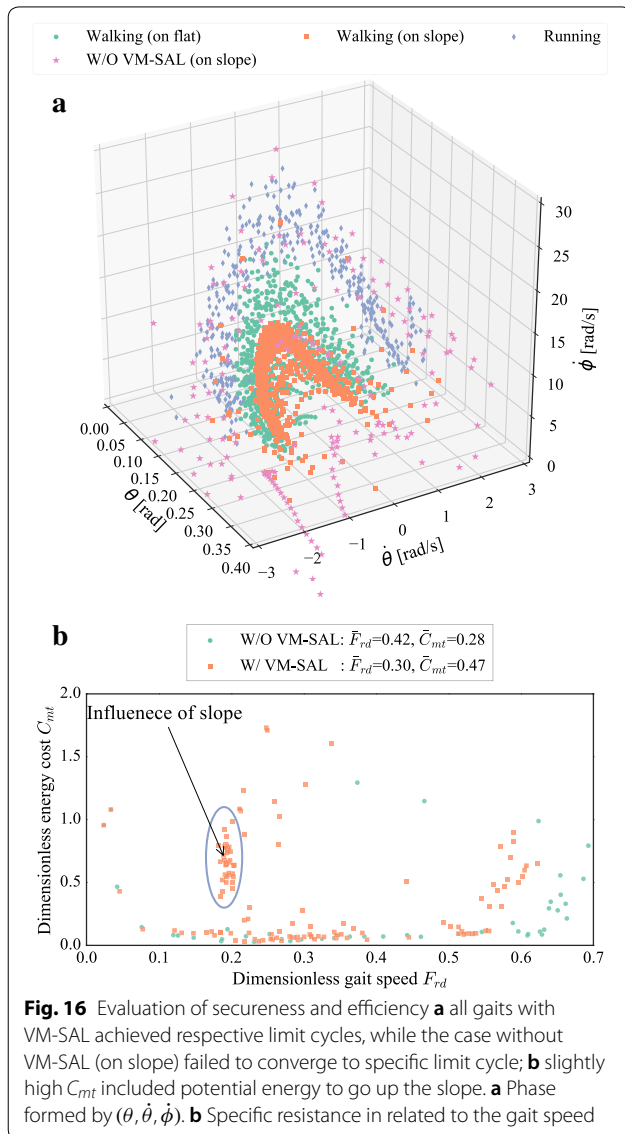 Walking (on flat)
Walking (on slope)
Running
W/O VM-SAL (on slope)
a
30
25
20
15
10
5
0
ϕ̇ [rad/s]
0.00
0.05
0.10
0.15
0.20
0.25
0.30
0.35
0.40
θ [rad]
−3
−2
−1
0
1
2
3
θ̇ [rad/s]
b
W/O VM-SAL: F̄rd=0.42, C̄mt=0.28
W/ VM-SAL : F̄rd=0.30, C̄mt=0.47
2.0
1.5
1.0
0.5
0.0
Dimensionless energy cost Cmt
Influenece of slope
0.0 0.1 0.2 0.3 0.4 0.5 0.6 0.7
Dimensionless gait speed Frd
Fig. 16 Evaluation of secureness and efficiency a all gaits with
VM-SAL achieved respective limit cycles, while the case without
VM-SAL (on slope) failed to converge to specific limit cycle; b slightly
high Cmt included potential energy to go up the slope. a Phase
formed by (θ, θ̇, ϕ̇). b Specific resistance in related to the gait speed